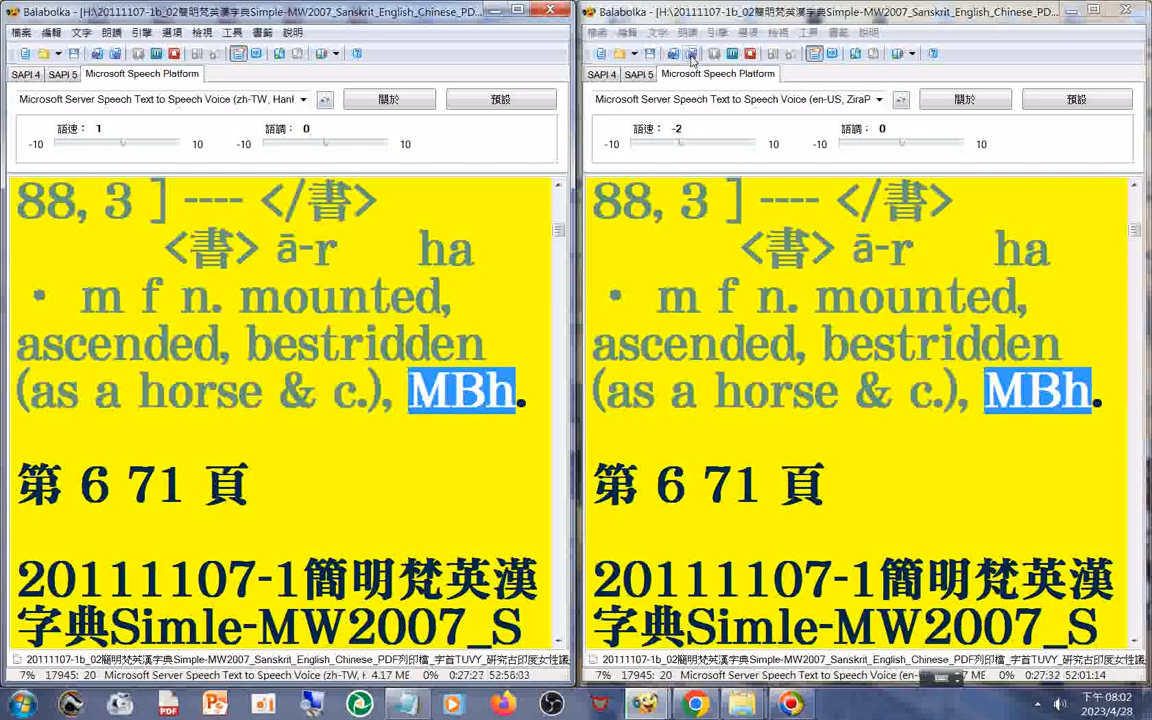 Balabolka - [H:\20111107-1b_02簡明梵英漢字典Simple-MW2007_Sanskrit_English_Chinese_PD...
檔案 編輯 文字 朗讀 引擎 選項 檢視 工具 書籤 說明
SAPI 4 SAPI 5 Microsoft Speech Platform
Microsoft Server Speech Text to Speech Voice (zh-TW, Hanl
關於 預設
語速： 1 語調： 0
-10 10 -10 10
88, 3 ] ---- </書>
<書> ā-r ha
· m f n. mounted,
ascended, bestridden
(as a horse & c.), MBh.
第 6 71 頁
20111107-1簡明梵英漢
字典Simle-MW2007_S
20111107-1b_02簡明梵英漢字典Simple-MW2007_Sanskrit_English_Chinese_PDF列印檔_字首TUVY_研究古印度女性議
7% 17945: 20 Microsoft Server Speech Text to Speech Voice (zh-TW, H 4.17 ME 0% 0:27:27 52:56:03
Balabolka - [H:\20111107-1b_02簡明梵英漢字典Simple-MW2007_Sanskrit_English_Chinese_PDF...
檔案 編輯 文字 朗讀 引擎 選項 檢視 工具 書籤 說明
SAPI 4 SAPI 5 Microsoft Speech Platform
Microsoft Server Speech Text to Speech Voice (en-US, ZiraP
關於 預設
語速： -2 語調： 0
-10 10 -10 10
88, 3 ] ---- </書>
<書> ā-r ha
· m f n. mounted,
ascended, bestridden
(as a horse & c.), MBh.
第 6 71 頁
20111107-1簡明梵英漢
字典Simle-MW2007_S
20111107-1b_02簡明梵英漢字典Simple-MW2007_Sanskrit_English_Chinese_PDF列印檔_字首TUVY_研究古印度女性議
7% 17945: 20 Microsoft Server Speech Text to Speech Voice (en-US, ME 0% 0:27:32 52:01:14
下午 08:02
2023/4/28